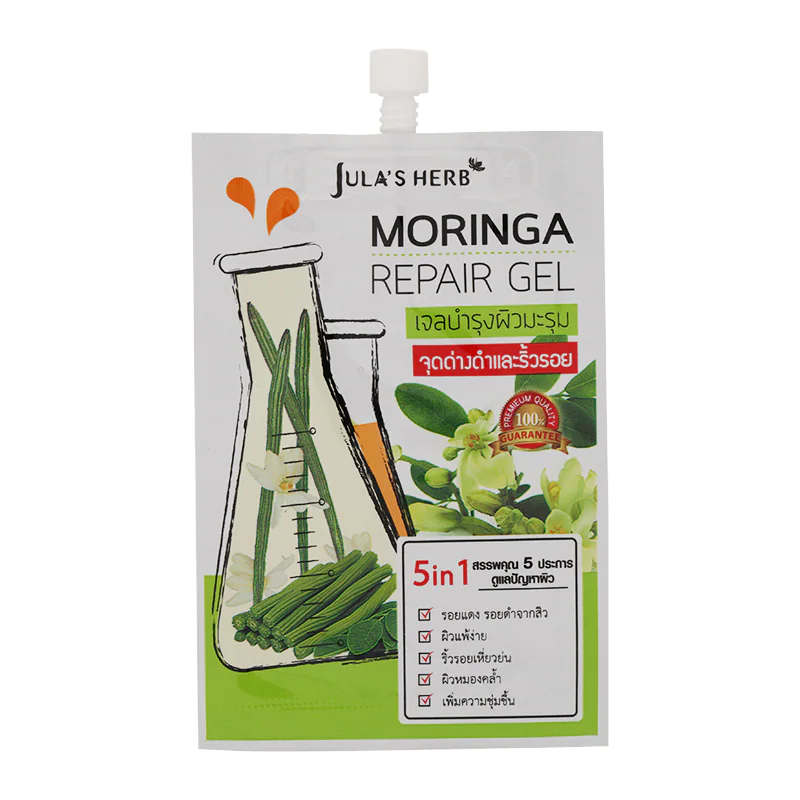 JULA'S HERB
MORINGA
REPAIR GEL
เจลบำรุงผิวมะรุม
จุดด่างดำและริ้วรอย
PREMIEUM QUALITY
100%
GUARANTEE
5in1 สรรพคุณ 5 ประการ
ดูแลปัญหาผิว
รอยแดง รอยดำจากสิว
ผิวแพ้ง่าย
ริ้วรอยเหี่ยวย่น
ผิวหมองคล้ำ
เพิ่มความชุ่มชื้น